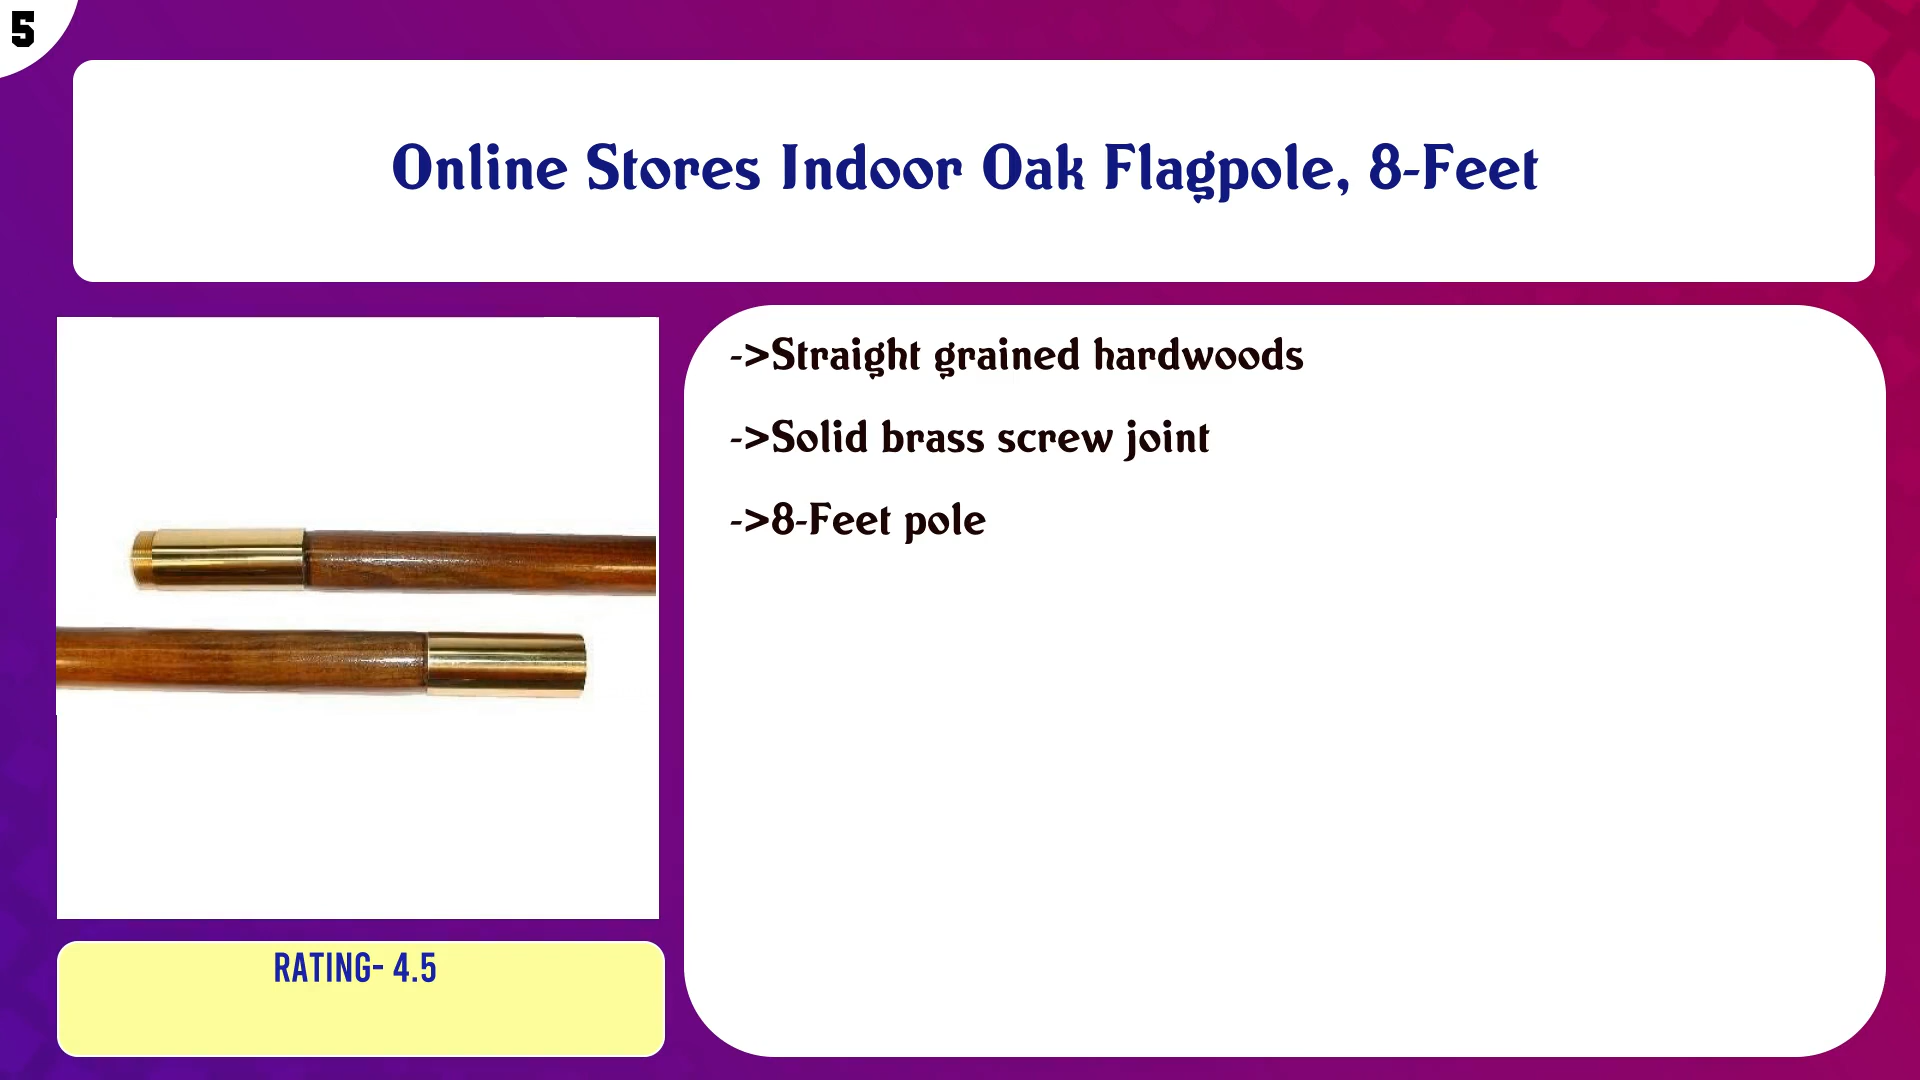 5
Online Stores Indoor Oak Flagpole, 8-Feet
->Straight grained hardwoods
->Solid brass screw joint
->8-Feet pole
RATING- 4.5